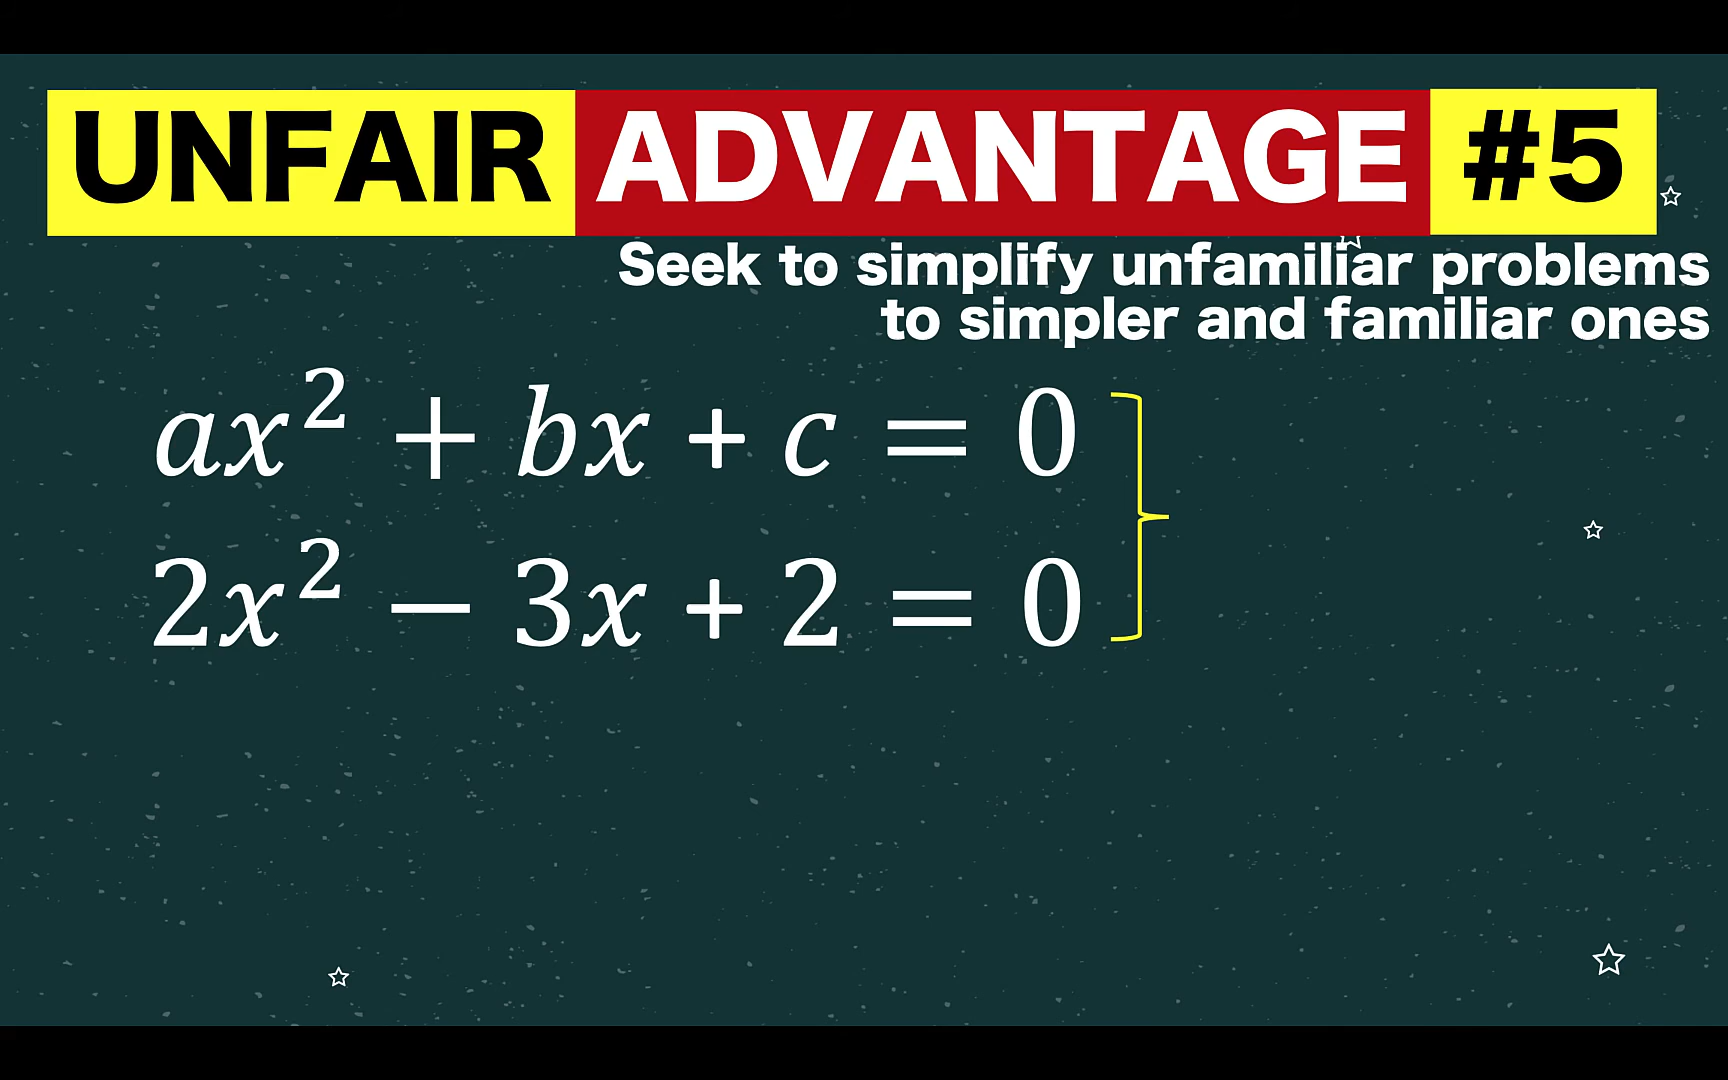 UNFAIR ADVANTAGE #5
Seek to simplify unfamiliar problems
to simpler and familiar ones
ax² + bx + c = 0
2x² − 3x + 2 = 0